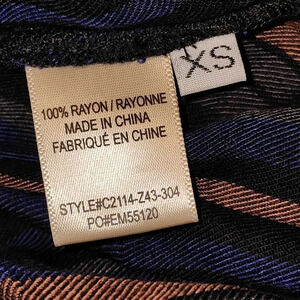 XS
100% RAYON / RAYONNE
MADE IN CHINA
FABRIQUÉ EN CHINE
STYLE#C2114-Z43-304
PO#EM55120